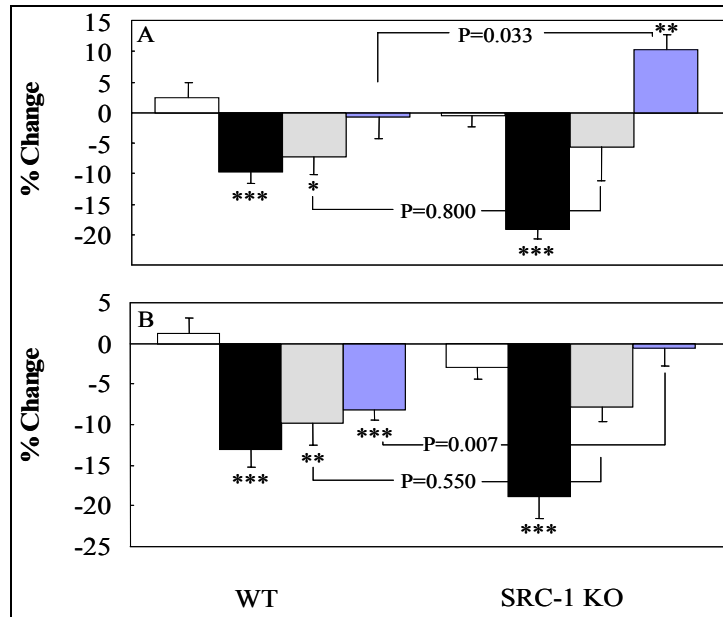 A
% Change
15
10
5
0
-5
-10
-15
-20
P=0.033
**
***
*
P=0.800
***
B
% Change
5
0
-5
-10
-15
-20
-25
***
**
***
P=0.007
P=0.550
***
WT
SRC-1 KO